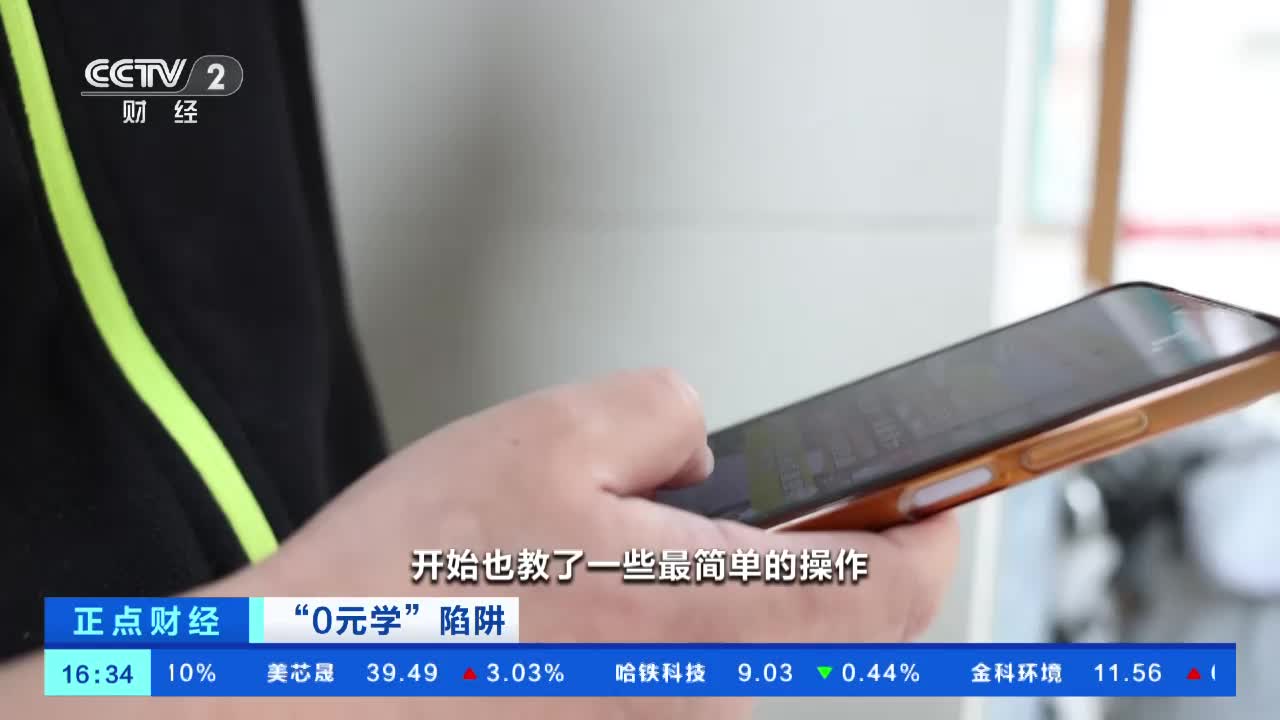 CCTV 2
财 经
开始也教了一些最简单的操作
正点财经 “0元学”陷阱
16:34 10% 美芯晟 39.49 ▲3.03% 哈铁科技 9.03 ▼0.44% 金科环境 11.56 ▲